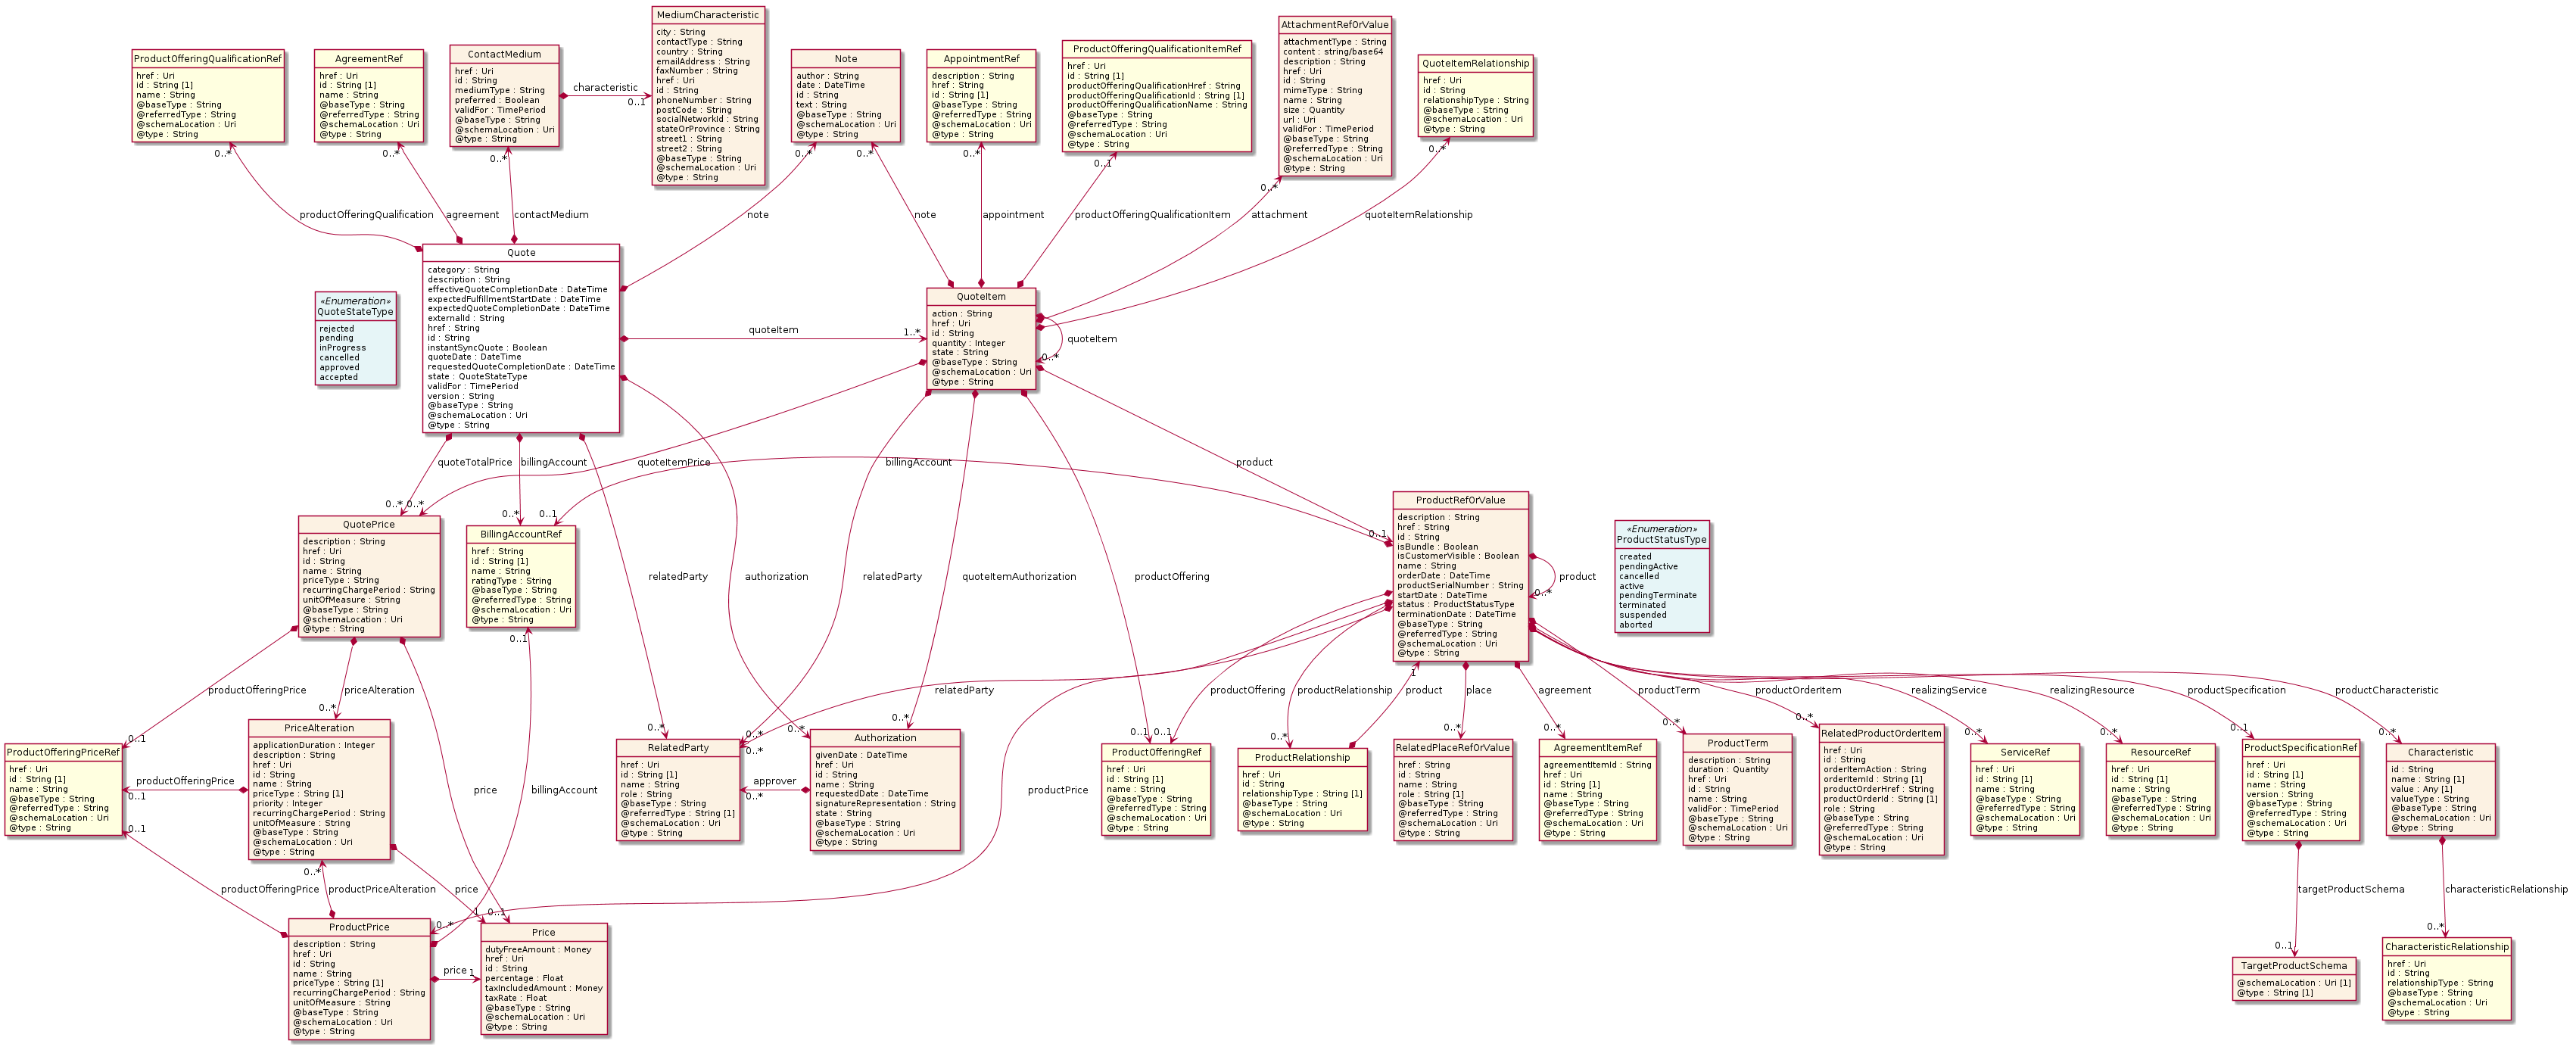 MediumCharacteristic
city : String
contactType : String
country : String
emailAddress : String
faxNumber : String
href : Uri
id : String
phoneNumber : String
postCode : String
socialNetworkId : String
stateOrProvince : String
street1 : String
street2 : String
@baseType : String
@schemaLocation : Uri
@type : String
AttachmentRefOrValue
attachmentType : String
content : string/base64
description : String
href : Uri
id : String
mimeType : String
name : String
size : Quantity
url : Uri
validFor : TimePeriod
@baseType : String
@referredType : String
@schemaLocation : Uri
@type : String
ProductOfferingQualificationRef
href : Uri
id : String [1]
name : String
@baseType : String
@referredType : String
@schemaLocation : Uri
@type : String
AgreementRef
href : Uri
id : String [1]
name : String
@baseType : String
@referredType : String
@schemaLocation : Uri
@type : String
ContactMedium
href : Uri
id : String
mediumType : String
preferred : Boolean
validFor : TimePeriod
@baseType : String
@schemaLocation : Uri
@type : String
characteristic
0..1
Note
author : String
date : DateTime
id : String
text : String
@baseType : String
@schemaLocation : Uri
@type : String
AppointmentRef
description : String
href : String
id : String [1]
@baseType : String
@referredType : String
@schemaLocation : Uri
@type : String
ProductOfferingQualificationItemRef
href : Uri
id : String [1]
productOfferingQualificationHref : String
productOfferingQualificationId : String [1]
productOfferingQualificationName : String
@baseType : String
@referredType : String
@schemaLocation : Uri
@type : String
QuoteItemRelationship
href : Uri
id : String
relationshipType : String
@baseType : String
@schemaLocation : Uri
@type : String
0..*
0..*
0..*
0..*
0..*
0..*
0..1
0..*
0..*
productOfferingQualification
agreement
contactMedium
note
note
appointment
productOfferingQualificationItem
attachment
quoteItemRelationship
«Enumeration»
QuoteStateType
rejected
pending
inProgress
cancelled
approved
accepted
Quote
category : String
description : String
effectiveQuoteCompletionDate : DateTime
expectedFulfillmentStartDate : DateTime
expectedQuoteCompletionDate : DateTime
externalId : String
href : String
id : String
instantSyncQuote : Boolean
quoteDate : DateTime
requestedQuoteCompletionDate : DateTime
state : QuoteStateType
validFor : TimePeriod
version : String
@baseType : String
@schemaLocation : Uri
@type : String
quoteItem
1..*
QuoteItem
action : String
href : Uri
id : String
quantity : Integer
state : String
@baseType : String
@schemaLocation : Uri
@type : String
quoteItem
0..*
quoteTotalPrice
billingAccount
quoteItemPrice
billingAccount
product
0..*
0..*
0..*
0..1
0..1
QuotePrice
description : String
href : Uri
id : String
name : String
priceType : String
recurringChargePeriod : String
unitOfMeasure : String
@baseType : String
@schemaLocation : Uri
@type : String
BillingAccountRef
href : String
id : String [1]
name : String
ratingType : String
@baseType : String
@referredType : String
@schemaLocation : Uri
@type : String
0..1
relatedParty
authorization
relatedParty
quoteItemAuthorization
productOffering
ProductRefOrValue
description : String
href : String
id : String
isBundle : Boolean
isCustomerVisible : Boolean
name : String
orderDate : DateTime
productSerialNumber : String
startDate : DateTime
status : ProductStatusType
terminationDate : DateTime
@baseType : String
@referredType : String
@schemaLocation : Uri
@type : String
product
0..*
«Enumeration»
ProductStatusType
created
pendingActive
cancelled
active
pendingTerminate
terminated
suspended
aborted
1
productOfferingPrice
priceAlteration
relatedParty
productOffering
productRelationship
product
place
agreement
productTerm
productOrderItem
realizingService
realizingResource
productSpecification
productCharacteristic
0..1
0..*
0..*
0..*
0..*
0..*
0..*
0..1
0..1
0..*
0..*
0..*
0..*
0..*
0..*
0..*
0..1
0..*
ProductOfferingPriceRef
href : Uri
id : String [1]
name : String
@baseType : String
@referredType : String
@schemaLocation : Uri
@type : String
productOfferingPrice
0..1
0..1
PriceAlteration
applicationDuration : Integer
description : String
href : Uri
id : String
name : String
priceType : String [1]
priority : Integer
recurringChargePeriod : String
unitOfMeasure : String
@baseType : String
@schemaLocation : Uri
@type : String
price
billingAccount
RelatedParty
href : Uri
id : String [1]
name : String
role : String
@baseType : String
@referredType : String [1]
@schemaLocation : Uri
@type : String
approver
0..*
Authorization
givenDate : DateTime
href : Uri
id : String
name : String
requestedDate : DateTime
signatureRepresentation : String
state : String
@baseType : String
@schemaLocation : Uri
@type : String
productPrice
ProductOfferingRef
href : Uri
id : String [1]
name : String
@baseType : String
@referredType : String
@schemaLocation : Uri
@type : String
ProductRelationship
href : Uri
id : String
relationshipType : String [1]
@baseType : String
@schemaLocation : Uri
@type : String
RelatedPlaceRefOrValue
href : String
id : String
name : String
role : String [1]
@baseType : String
@referredType : String
@schemaLocation : Uri
@type : String
AgreementItemRef
agreementItemId : String
href : Uri
id : String [1]
name : String
@baseType : String
@referredType : String
@schemaLocation : Uri
@type : String
ProductTerm
description : String
duration : Quantity
href : Uri
id : String
name : String
validFor : TimePeriod
@baseType : String
@schemaLocation : Uri
@type : String
RelatedProductOrderItem
href : Uri
id : String
orderItemAction : String
orderItemId : String [1]
productOrderHref : String
productOrderId : String [1]
role : String
@baseType : String
@referredType : String
@schemaLocation : Uri
@type : String
ServiceRef
href : Uri
id : String [1]
name : String
@baseType : String
@referredType : String
@schemaLocation : Uri
@type : String
ResourceRef
href : Uri
id : String [1]
name : String
@baseType : String
@referredType : String
@schemaLocation : Uri
@type : String
ProductSpecificationRef
href : Uri
id : String [1]
name : String
version : String
@baseType : String
@referredType : String
@schemaLocation : Uri
@type : String
Characteristic
id : String
name : String [1]
value : Any [1]
valueType : String
@baseType : String
@schemaLocation : Uri
@type : String
0..*
productOfferingPrice
productPriceAlteration
price
targetProductSchema
characteristicRelationship
1
0..1
0..*
0..1
0..*
ProductPrice
description : String
href : Uri
id : String
name : String
priceType : String [1]
recurringChargePeriod : String
unitOfMeasure : String
@baseType : String
@schemaLocation : Uri
@type : String
price
1
Price
dutyFreeAmount : Money
href : Uri
id : String
percentage : Float
taxIncludedAmount : Money
taxRate : Float
@baseType : String
@schemaLocation : Uri
@type : String
TargetProductSchema
@schemaLocation : Uri [1]
@type : String [1]
CharacteristicRelationship
href : Uri
id : String
relationshipType : String
@baseType : String
@schemaLocation : Uri
@type : String